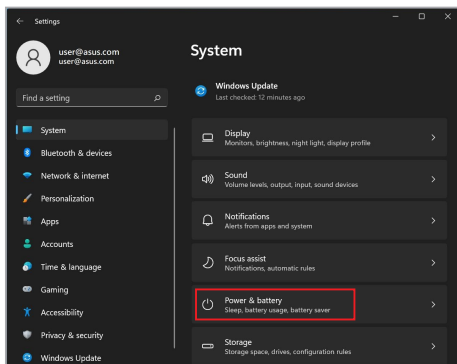 Settings
user@asus.com
user@asus.com
Find a setting
System
Bluetooth & devices
Network & internet
Personalization
Apps
Accounts
Time & language
Gaming
Accessibility
Privacy & security
Windows Update
System
Windows Update
Last checked: 12 minutes ago
Display
Monitors, brightness, night light, display profile
Sound
Volume levels, output, input, sound devices
Notifications
Alerts from apps and system
Focus assist
Notifications, automatic rules
Power & battery
Sleep, battery usage, battery saver
Storage
Storage space, drives, configuration rules